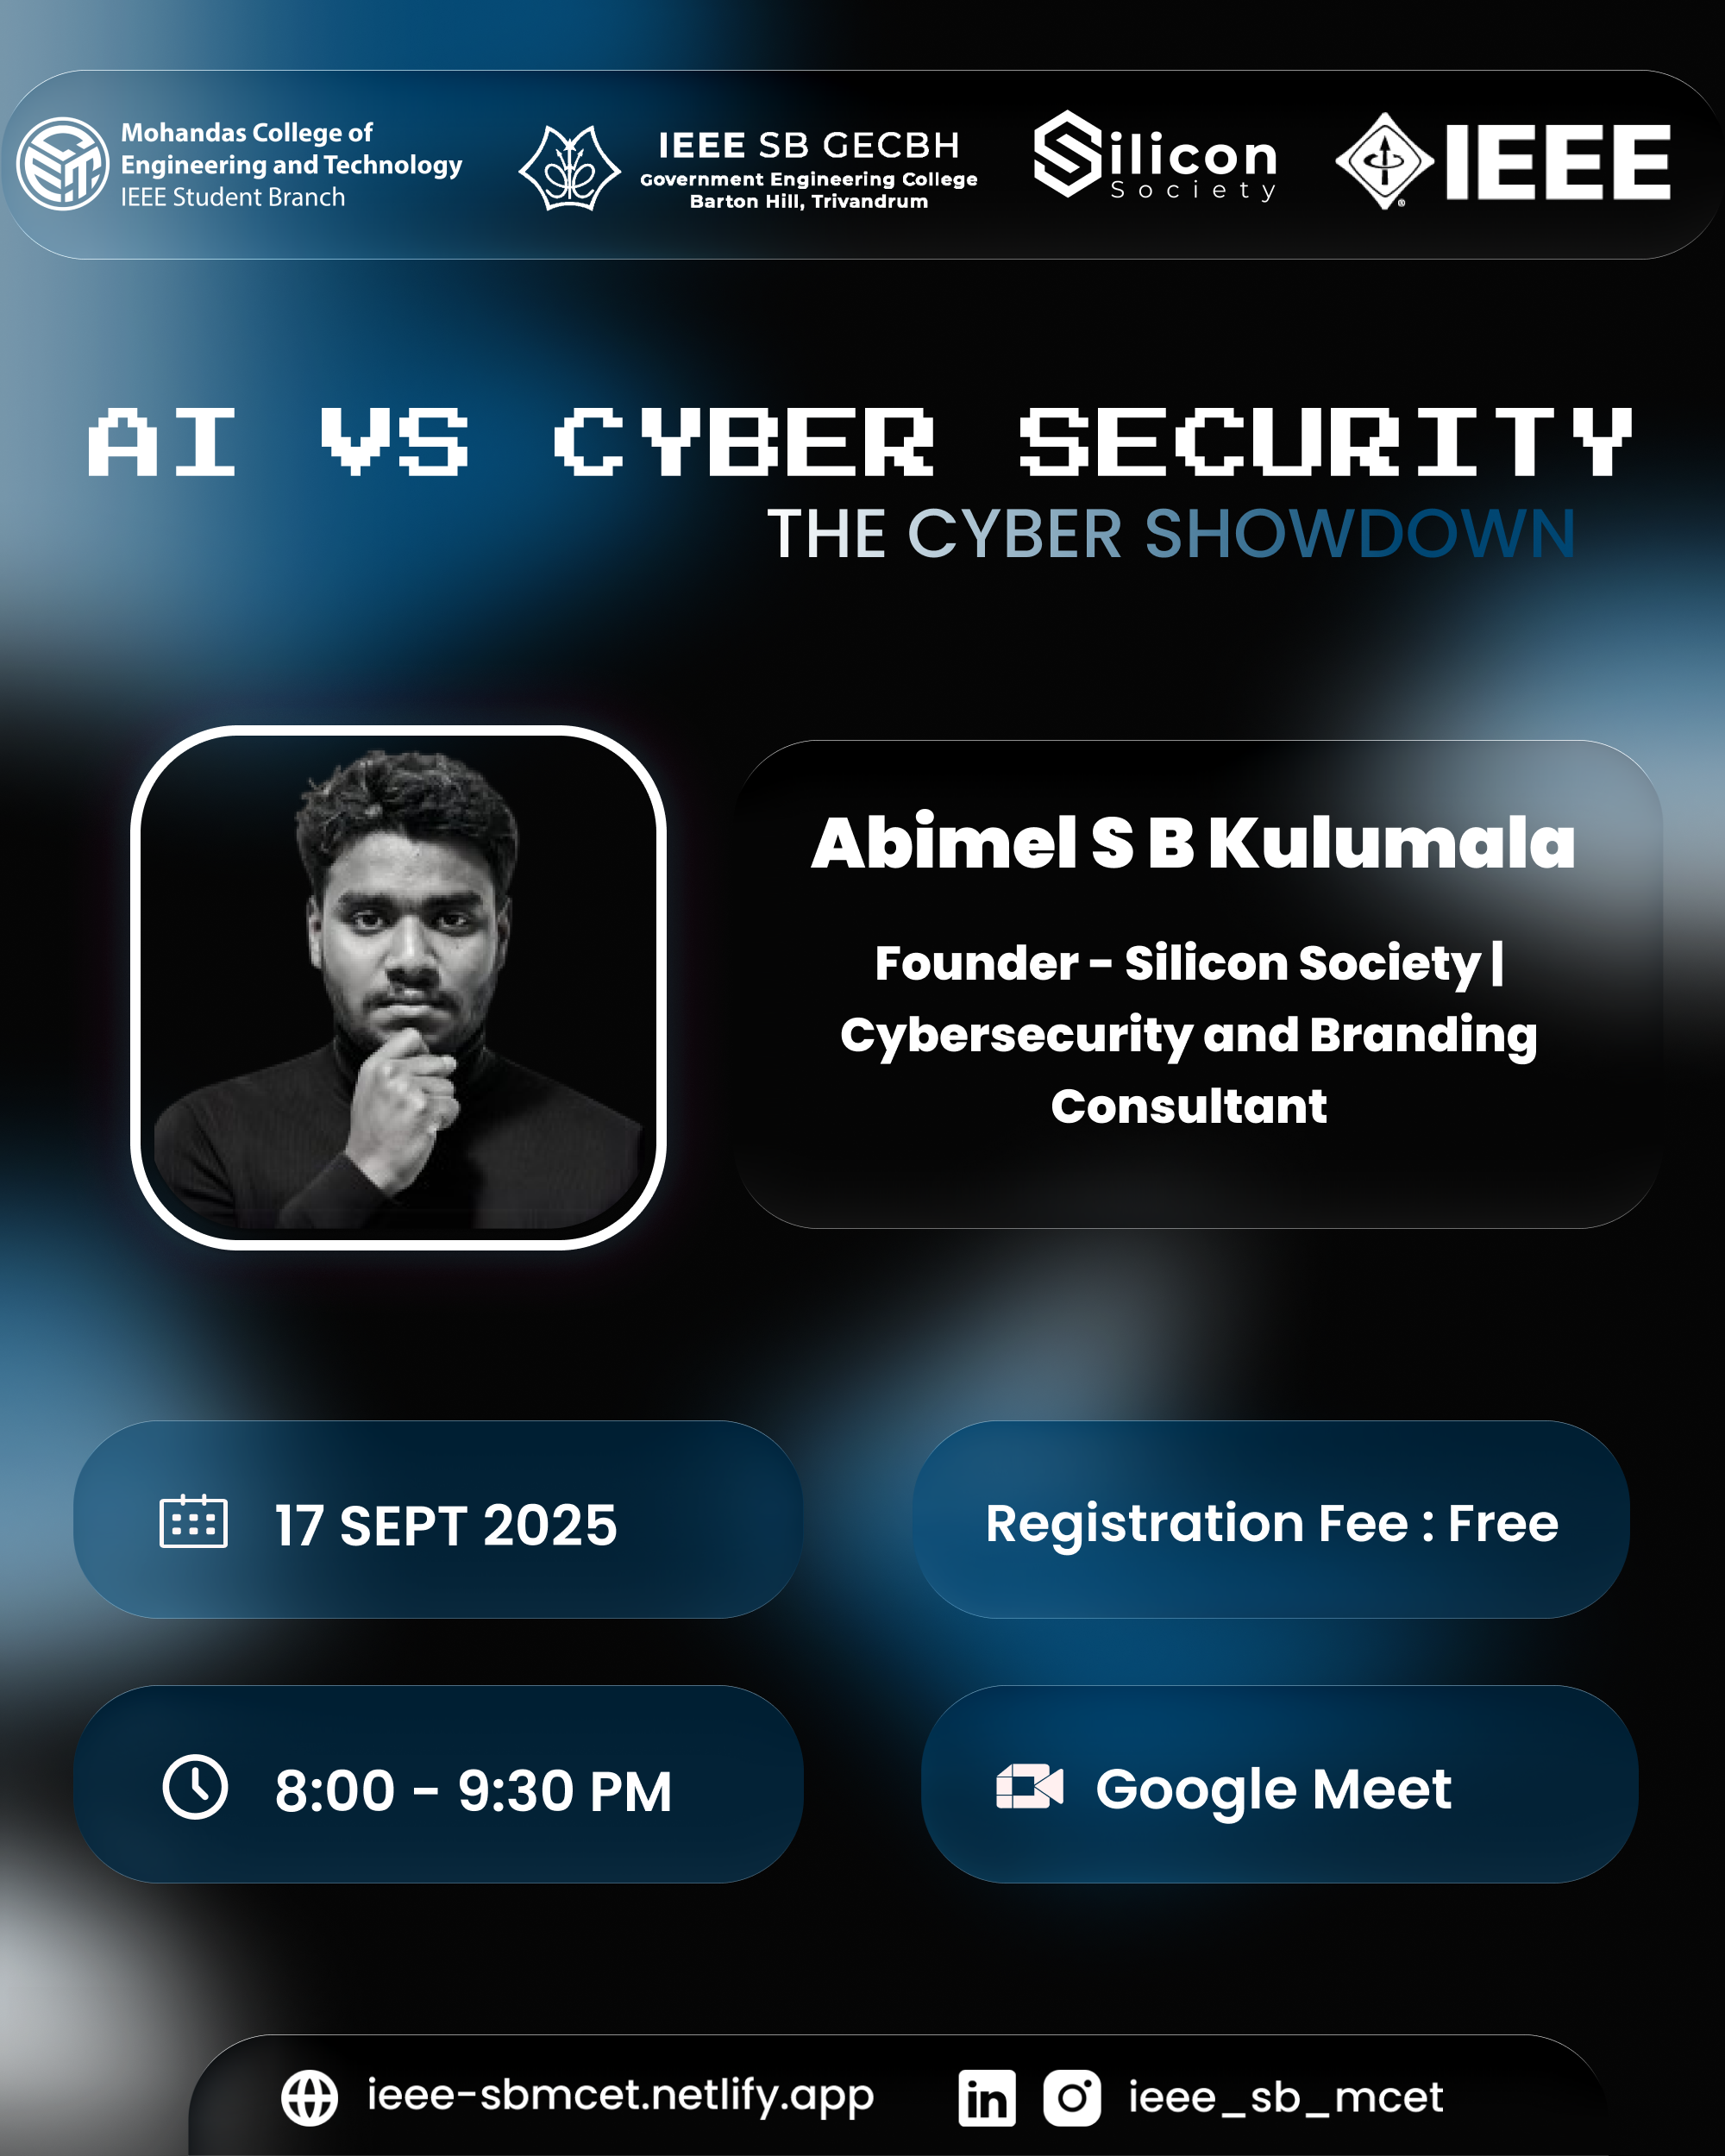 Mohandas College of
Engineering and Technology
IEEE Student Branch
IEEE SB GECBH
Government Engineering College
Barton Hill, Trivandrum
Silicon
Society
IEEE
®
AI VS CYBER SECURITY
THE CYBER SHOWDOWN
Abimel S B Kulumala
Founder - Silicon Society |
Cybersecurity and Branding
Consultant
17 SEPT 2025
Registration Fee : Free
8:00 - 9:30 PM
Google Meet
ieee-sbmcet.netlify.app
in
ieee_sb_mcet